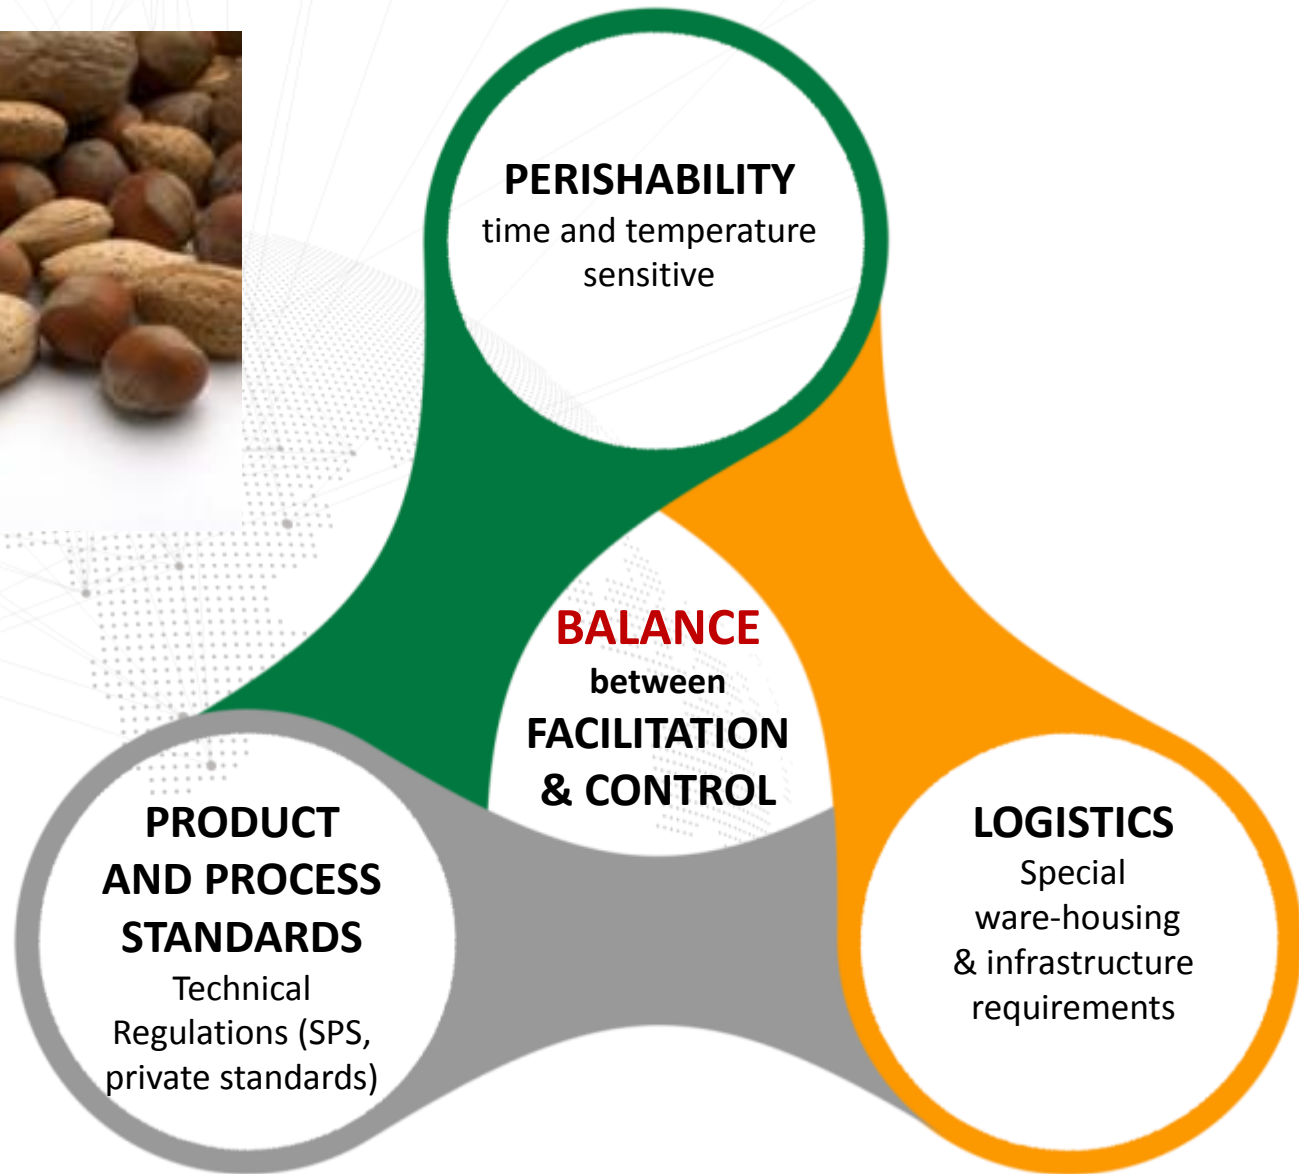 PERISHABILITY
time and temperature
sensitive
BALANCE
between
FACILITATION
& CONTROL
PRODUCT
AND PROCESS
STANDARDS
Technical
Regulations (SPS,
private standards)
LOGISTICS
Special
ware-housing
& infrastructure
requirements